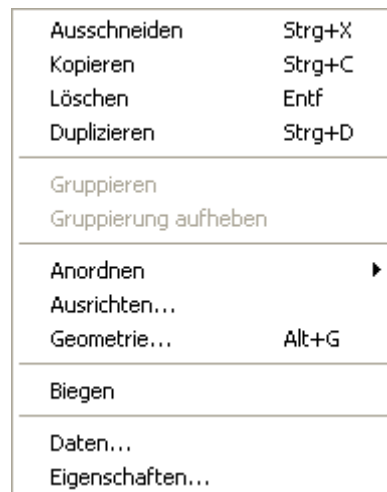 Ausschneiden Strg+X
Kopieren Strg+C
Löschen Entf
Duplizieren Strg+D
Gruppieren
Gruppierung aufheben
Anordnen
Ausrichten...
Geometrie... Alt+G
Biegen
Daten...
Eigenschaften...